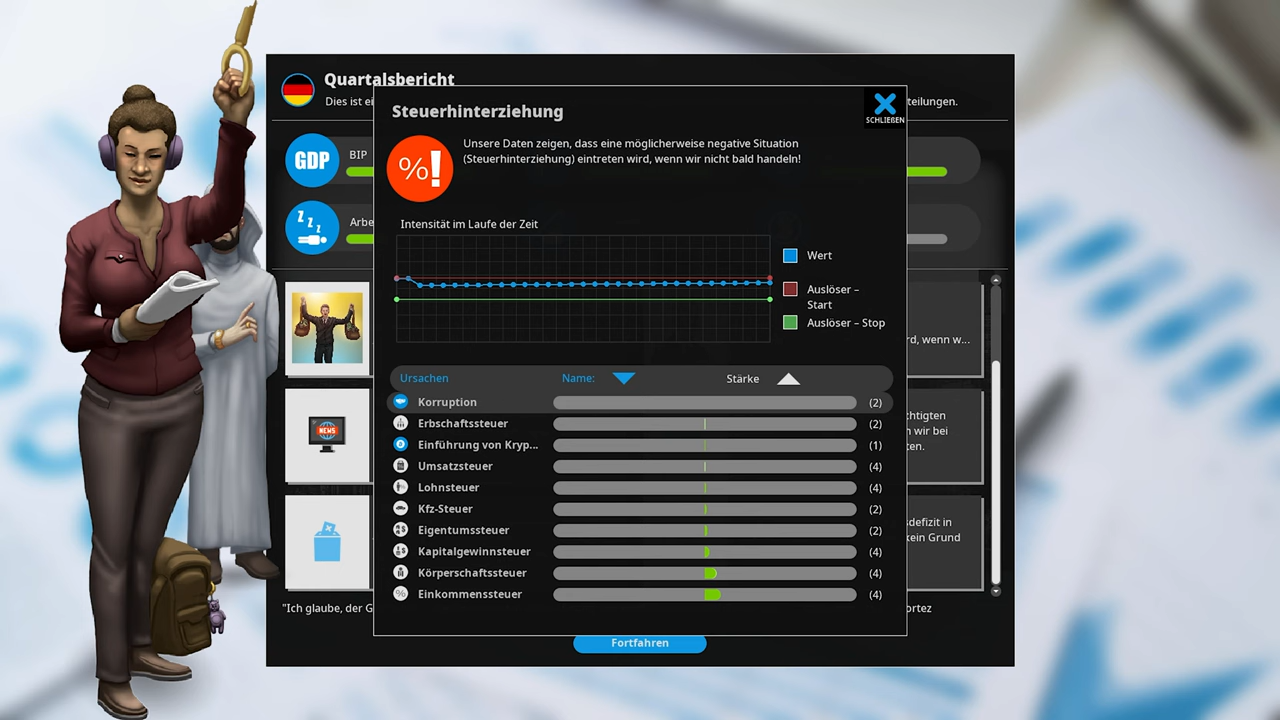 Quartalsbericht
Dies ist ei
teilungen.
GDP
BIP
Z Z Z
Arbe
Steuerhinterziehung
SCHLIEßEN
%!
Unsere Daten zeigen, dass eine möglicherweise negative Situation
(Steuerhinterziehung) eintreten wird, wenn wir nicht bald handeln!
Intensität im Laufe der Zeit
Wert
Auslöser –
Start
Auslöser – Stop
rd, wenn w...
Ursachen Name: Stärke
Korruption (2)
Erbschaftssteuer (2)
Einführung von Kryp... (1)
Umsatzsteuer (4)
Lohnsteuer (4)
Kfz-Steuer (2)
Eigentumssteuer (2)
Kapitalgewinnsteuer (4)
Körperschaftssteuer (4)
Einkommenssteuer (4)
NEWS
chtigten
n wir bei
ten.
sdefizit in
kein Grund
"Ich glaube, der G
ortez
Fortfahren